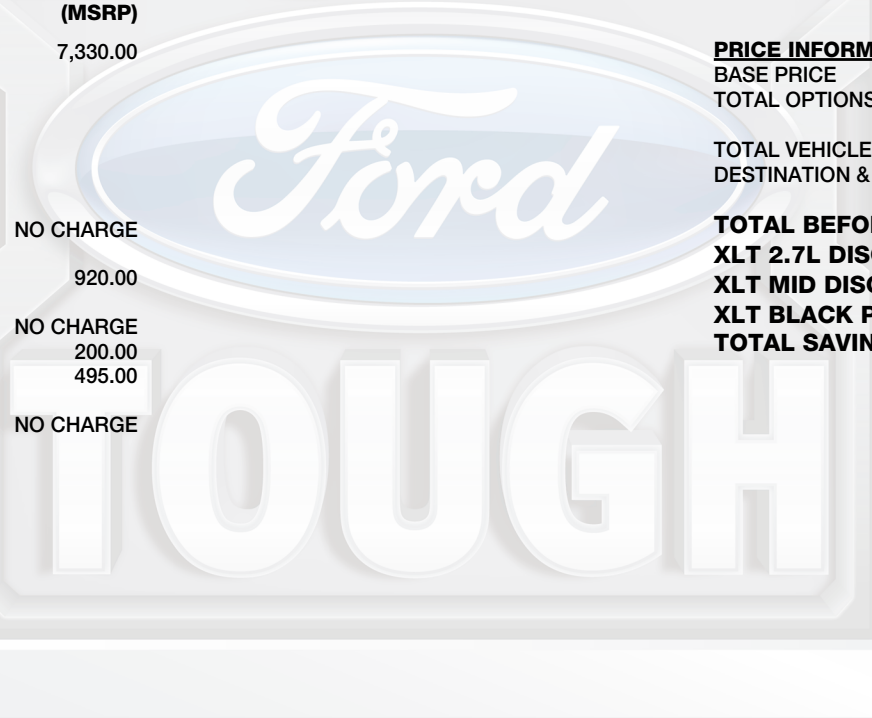 (MSRP)
7,330.00
NO CHARGE
920.00
NO CHARGE
200.00
495.00
NO CHARGE
PRICE INFORM
BASE PRICE
TOTAL OPTIONS
TOTAL VEHICLE
DESTINATION &
TOTAL BEFO
XLT 2.7L DIS
XLT MID DISC
XLT BLACK P
TOTAL SAVIN
Ford
TOUGH